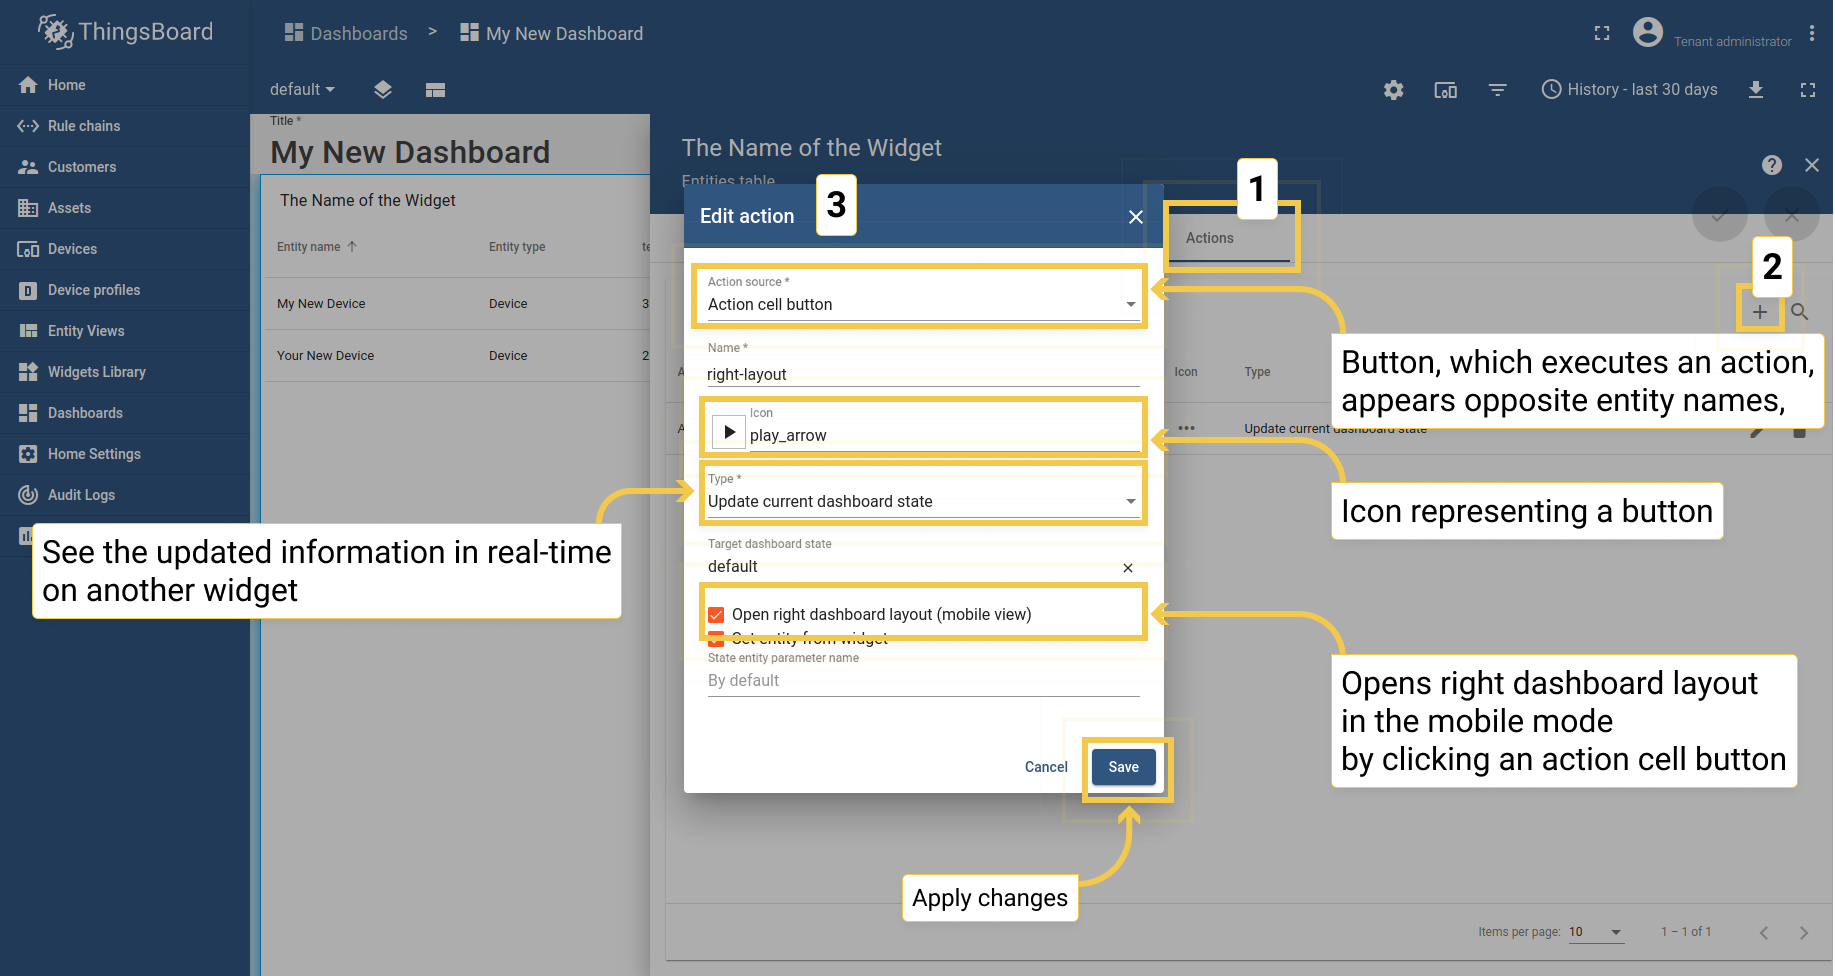 ThingsBoard
Dashboards > My New Dashboard
Tenant administrator
Home
Rule chains
Customers
Assets
Devices
Device profiles
Entity Views
Widgets Library
Dashboards
Home Settings
Audit Logs
default
History - last 30 days
Title *
My New Dashboard
The Name of the Widget
Entity name
Entity type
te
My New Device
Device
3
Your New Device
Device
2
The Name of the Widget
Entities table
Actions
1
2
3
Edit action
Action source *
Action cell button
Name *
right-layout
Icon
play_arrow
Type *
Update current dashboard state
Target dashboard state
default
Open right dashboard layout (mobile view)
Set entity from widget
State entity parameter name
By default
Cancel
Save
A
Icon
Type
A
Update current dashboard state
Button, which executes an action,
appears opposite entity names,
Icon representing a button
See the updated information in real-time
on another widget
Opens right dashboard layout
in the mobile mode
by clicking an action cell button
Apply changes
Items per page: 10
1 – 1 of 1